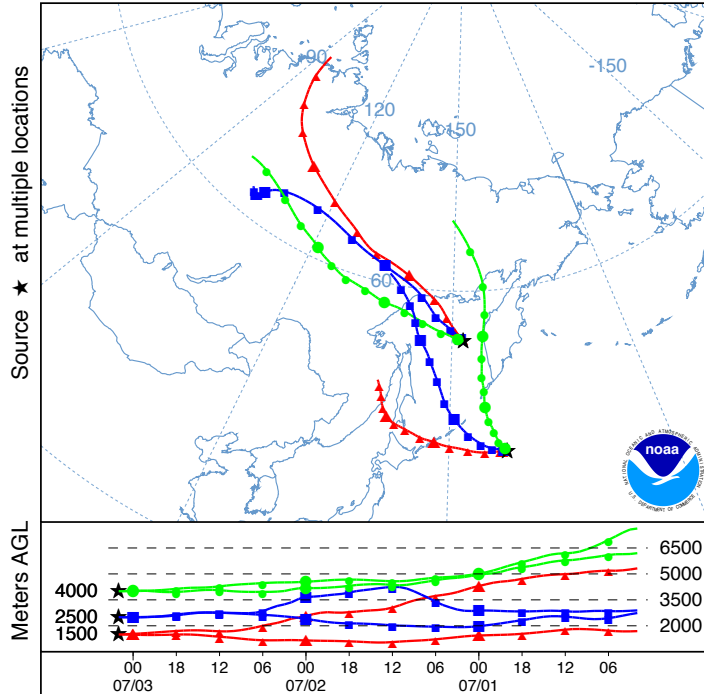 Source ★ at multiple locations
-90
120
-150
150
60
noaa
NATIONAL OCEANIC AND ATMOSPHERIC ADMINISTRATION
U.S. DEPARTMENT OF COMMERCE
Meters AGL
4000
2500
1500
6500
5000
3500
2000
00 18 12 06 00 18 12 06 00 18 12 06
07/03 07/02 07/01